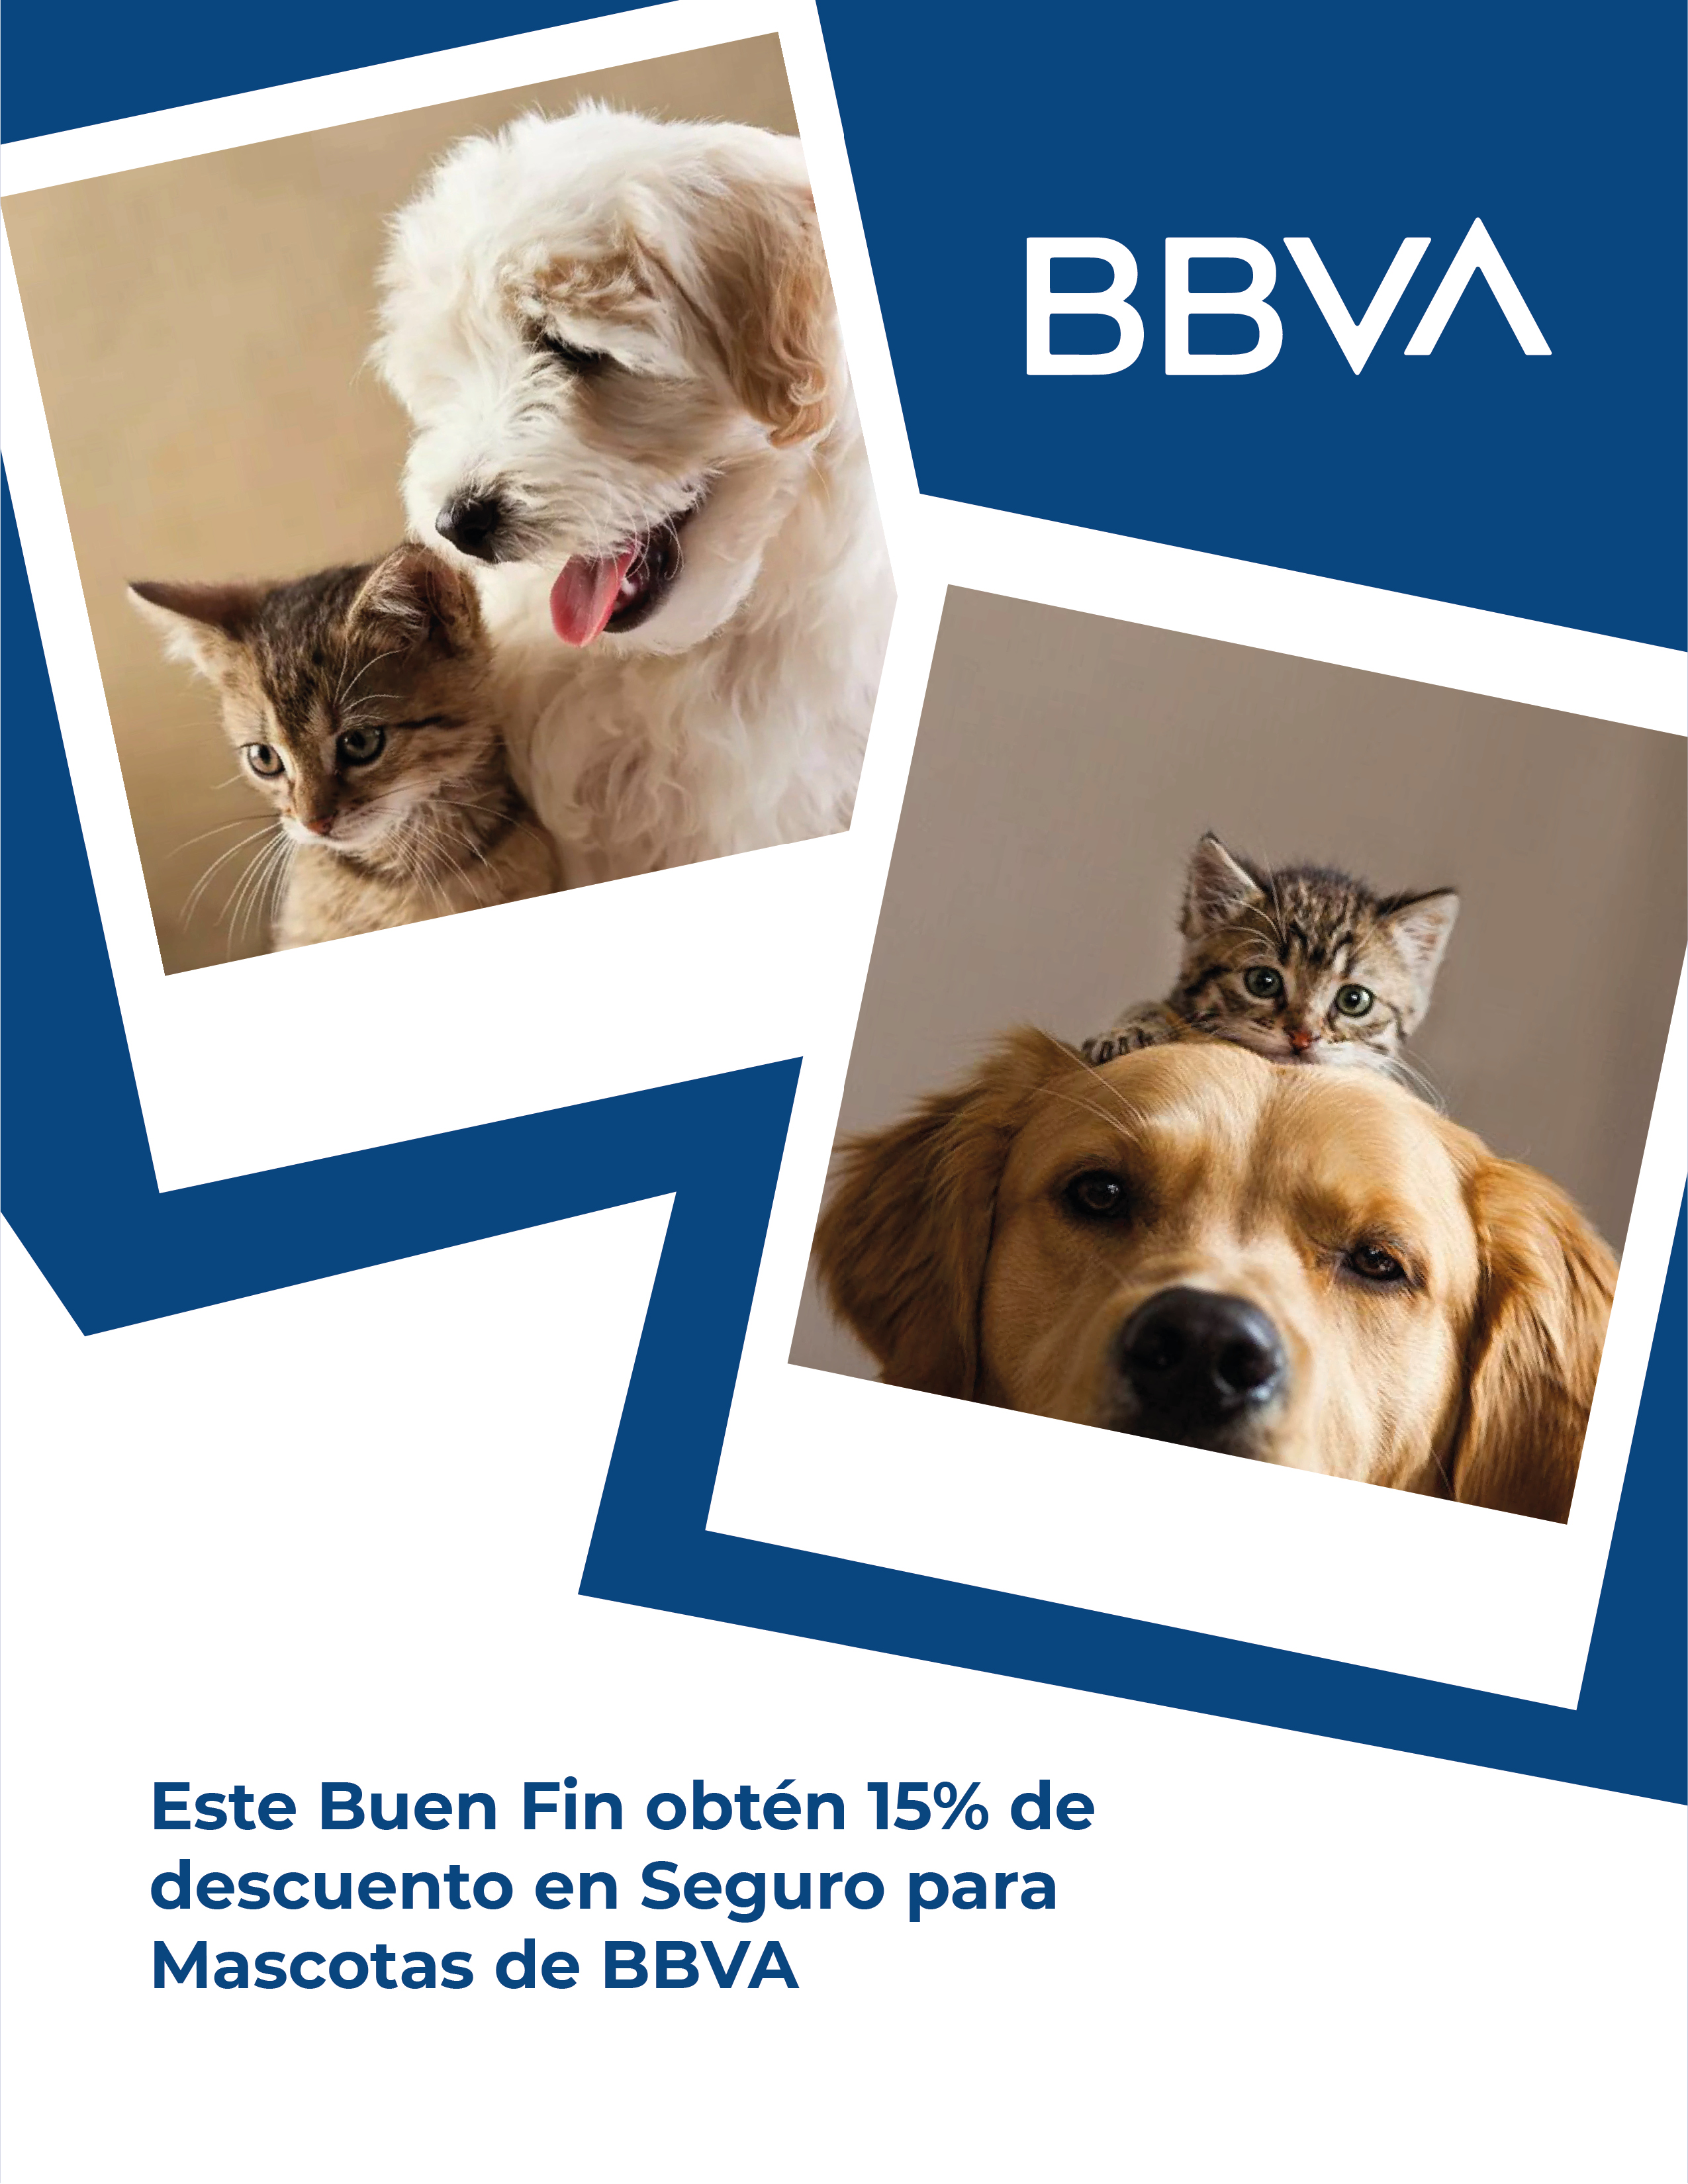 BBVA
Este Buen Fin obtén 15% de
descuento en Seguro para
Mascotas de BBVA